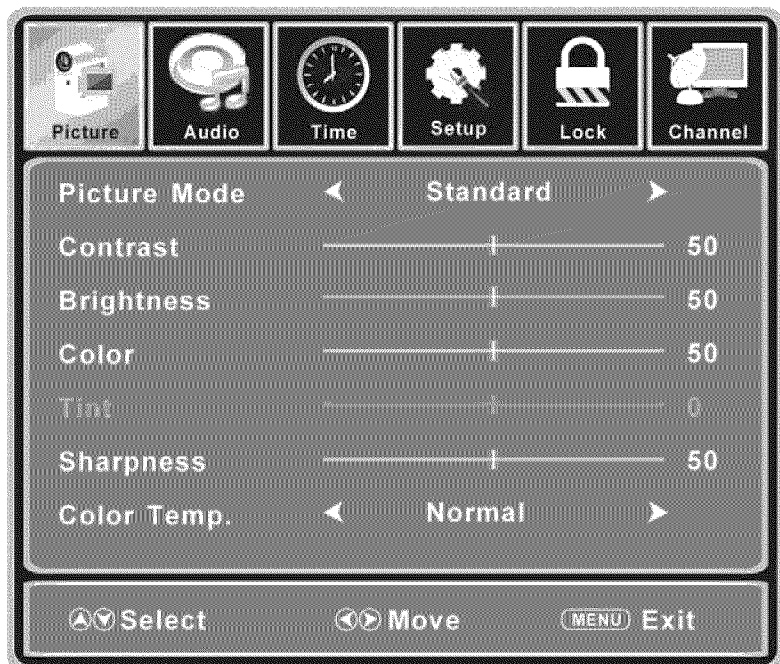 Picture Audio Time Setup Lock Channel
Picture Mode Standard
Contrast 50
Brightness 50
Color 50
Tint 0
Sharpness 50
Color Temp. Normal
Select Move MENU Exit